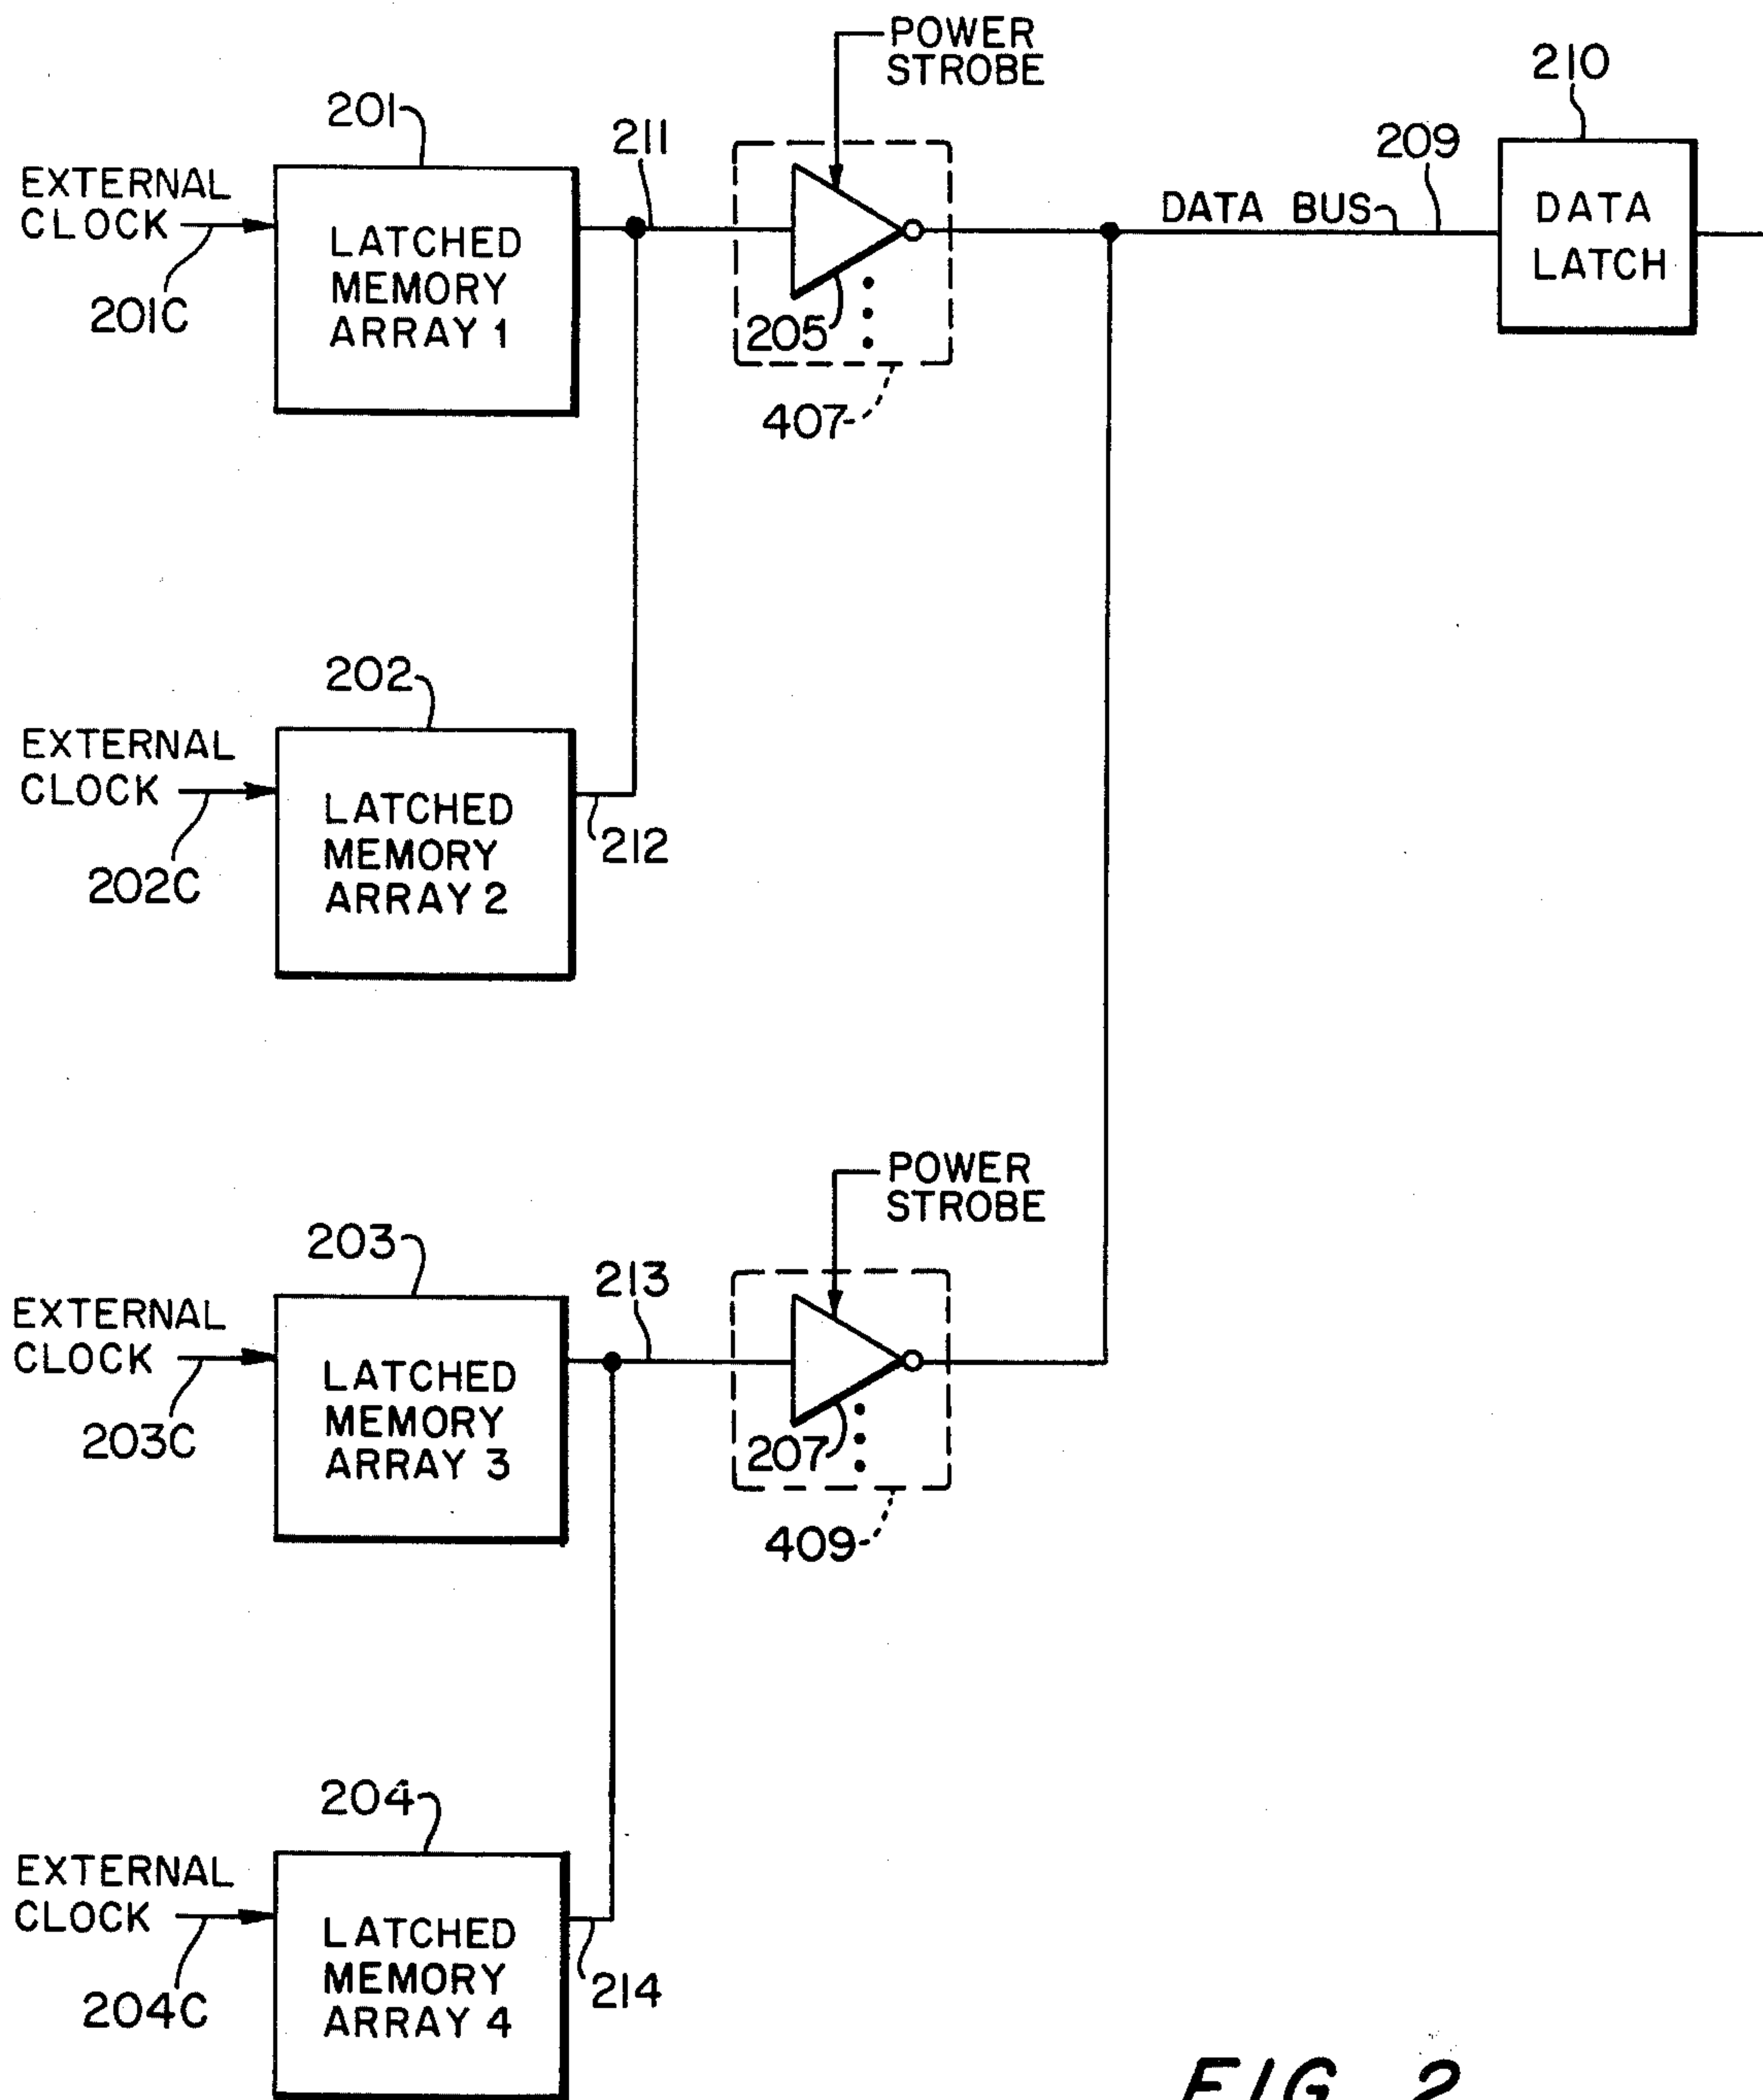 POWER
STROBE
210
201
211
209
EXTERNAL
CLOCK
201C
LATCHED
MEMORY
ARRAY 1
205
407
DATA BUS
DATA
LATCH
202
EXTERNAL
CLOCK
202C
LATCHED
MEMORY
ARRAY 2
212
POWER
STROBE
203
213
EXTERNAL
CLOCK
203C
LATCHED
MEMORY
ARRAY 3
207
409
204
EXTERNAL
CLOCK
204C
LATCHED
MEMORY
ARRAY 4
214
FIG. 2